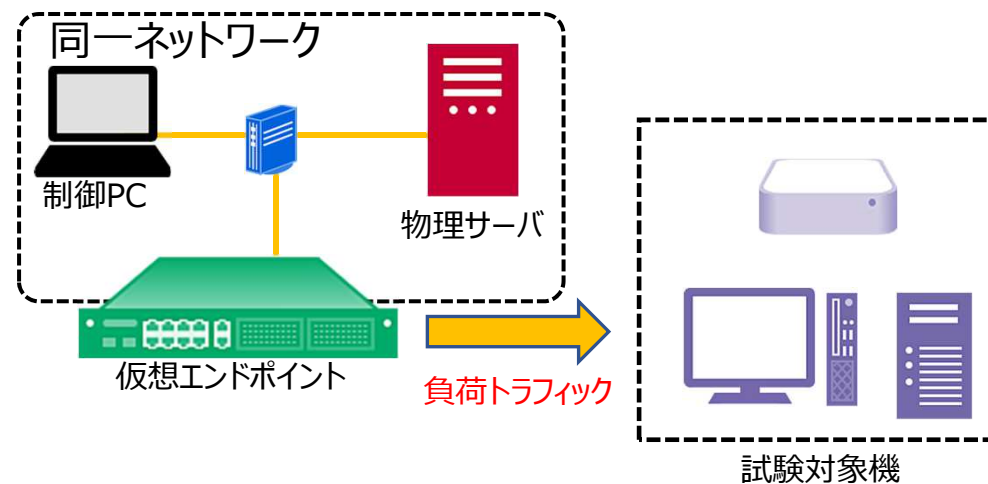 同一ネットワーク
制御PC
物理サーバ
仮想エンドポイント
負荷トラフィック
試験対象機